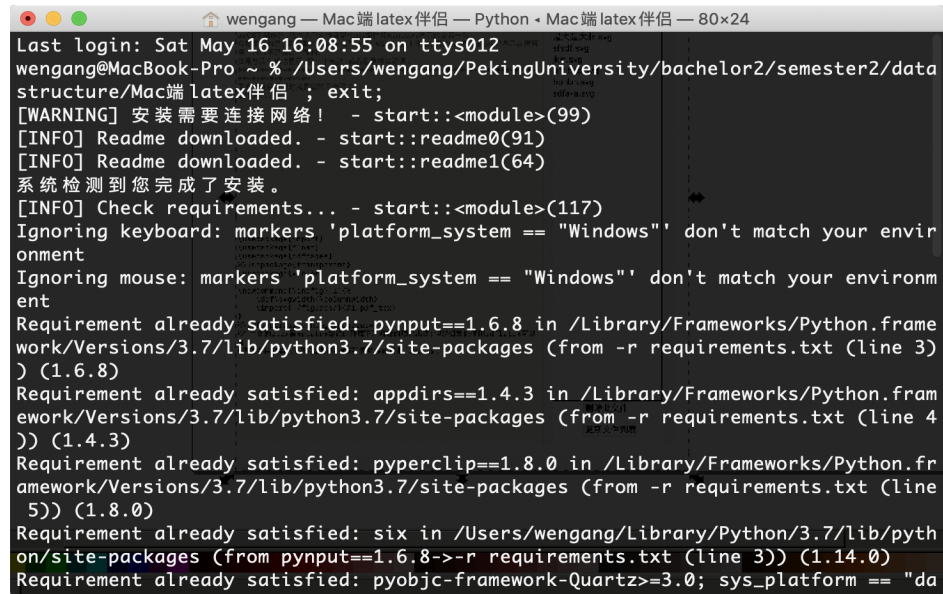 wengang — Mac端latex伴侣 — Python ◂ Mac端latex伴侣 — 80×24
Last login: Sat May 16 16:08:55 on ttys012
wengang@MacBook-Pro ~ % /Users/wengang/PekingUniversity/bachelor2/semester2/data
structure/Mac端latex伴侣 ; exit;
[WARNING] 安装需要连接网络! - start::<module>(99)
[INFO] Readme downloaded. - start::readme0(91)
[INFO] Readme downloaded. - start::readme1(64)
系统检测到您完成了安装。
[INFO] Check requirements... - start::<module>(117)
Ignoring keyboard: markers 'platform_system == "Windows"' don't match your envir
onment
Ignoring mouse: markers 'platform_system == "Windows"' don't match your environm
ent
Requirement already satisfied: pynput==1.6.8 in /Library/Frameworks/Python.frame
work/Versions/3.7/lib/python3.7/site-packages (from -r requirements.txt (line 3)
) (1.6.8)
Requirement already satisfied: appdirs==1.4.3 in /Library/Frameworks/Python.fram
ework/Versions/3.7/lib/python3.7/site-packages (from -r requirements.txt (line 4
)) (1.4.3)
Requirement already satisfied: pyperclip==1.8.0 in /Library/Frameworks/Python.fr
amework/Versions/3.7/lib/python3.7/site-packages (from -r requirements.txt (line
 5)) (1.8.0)
Requirement already satisfied: six in /Users/wengang/Library/Python/3.7/lib/pyth
on/site-packages (from pynput==1.6.8->-r requirements.txt (line 3)) (1.14.0)
Requirement already satisfied: pyobjc-framework-Quartz>=3.0; sys_platform == "da